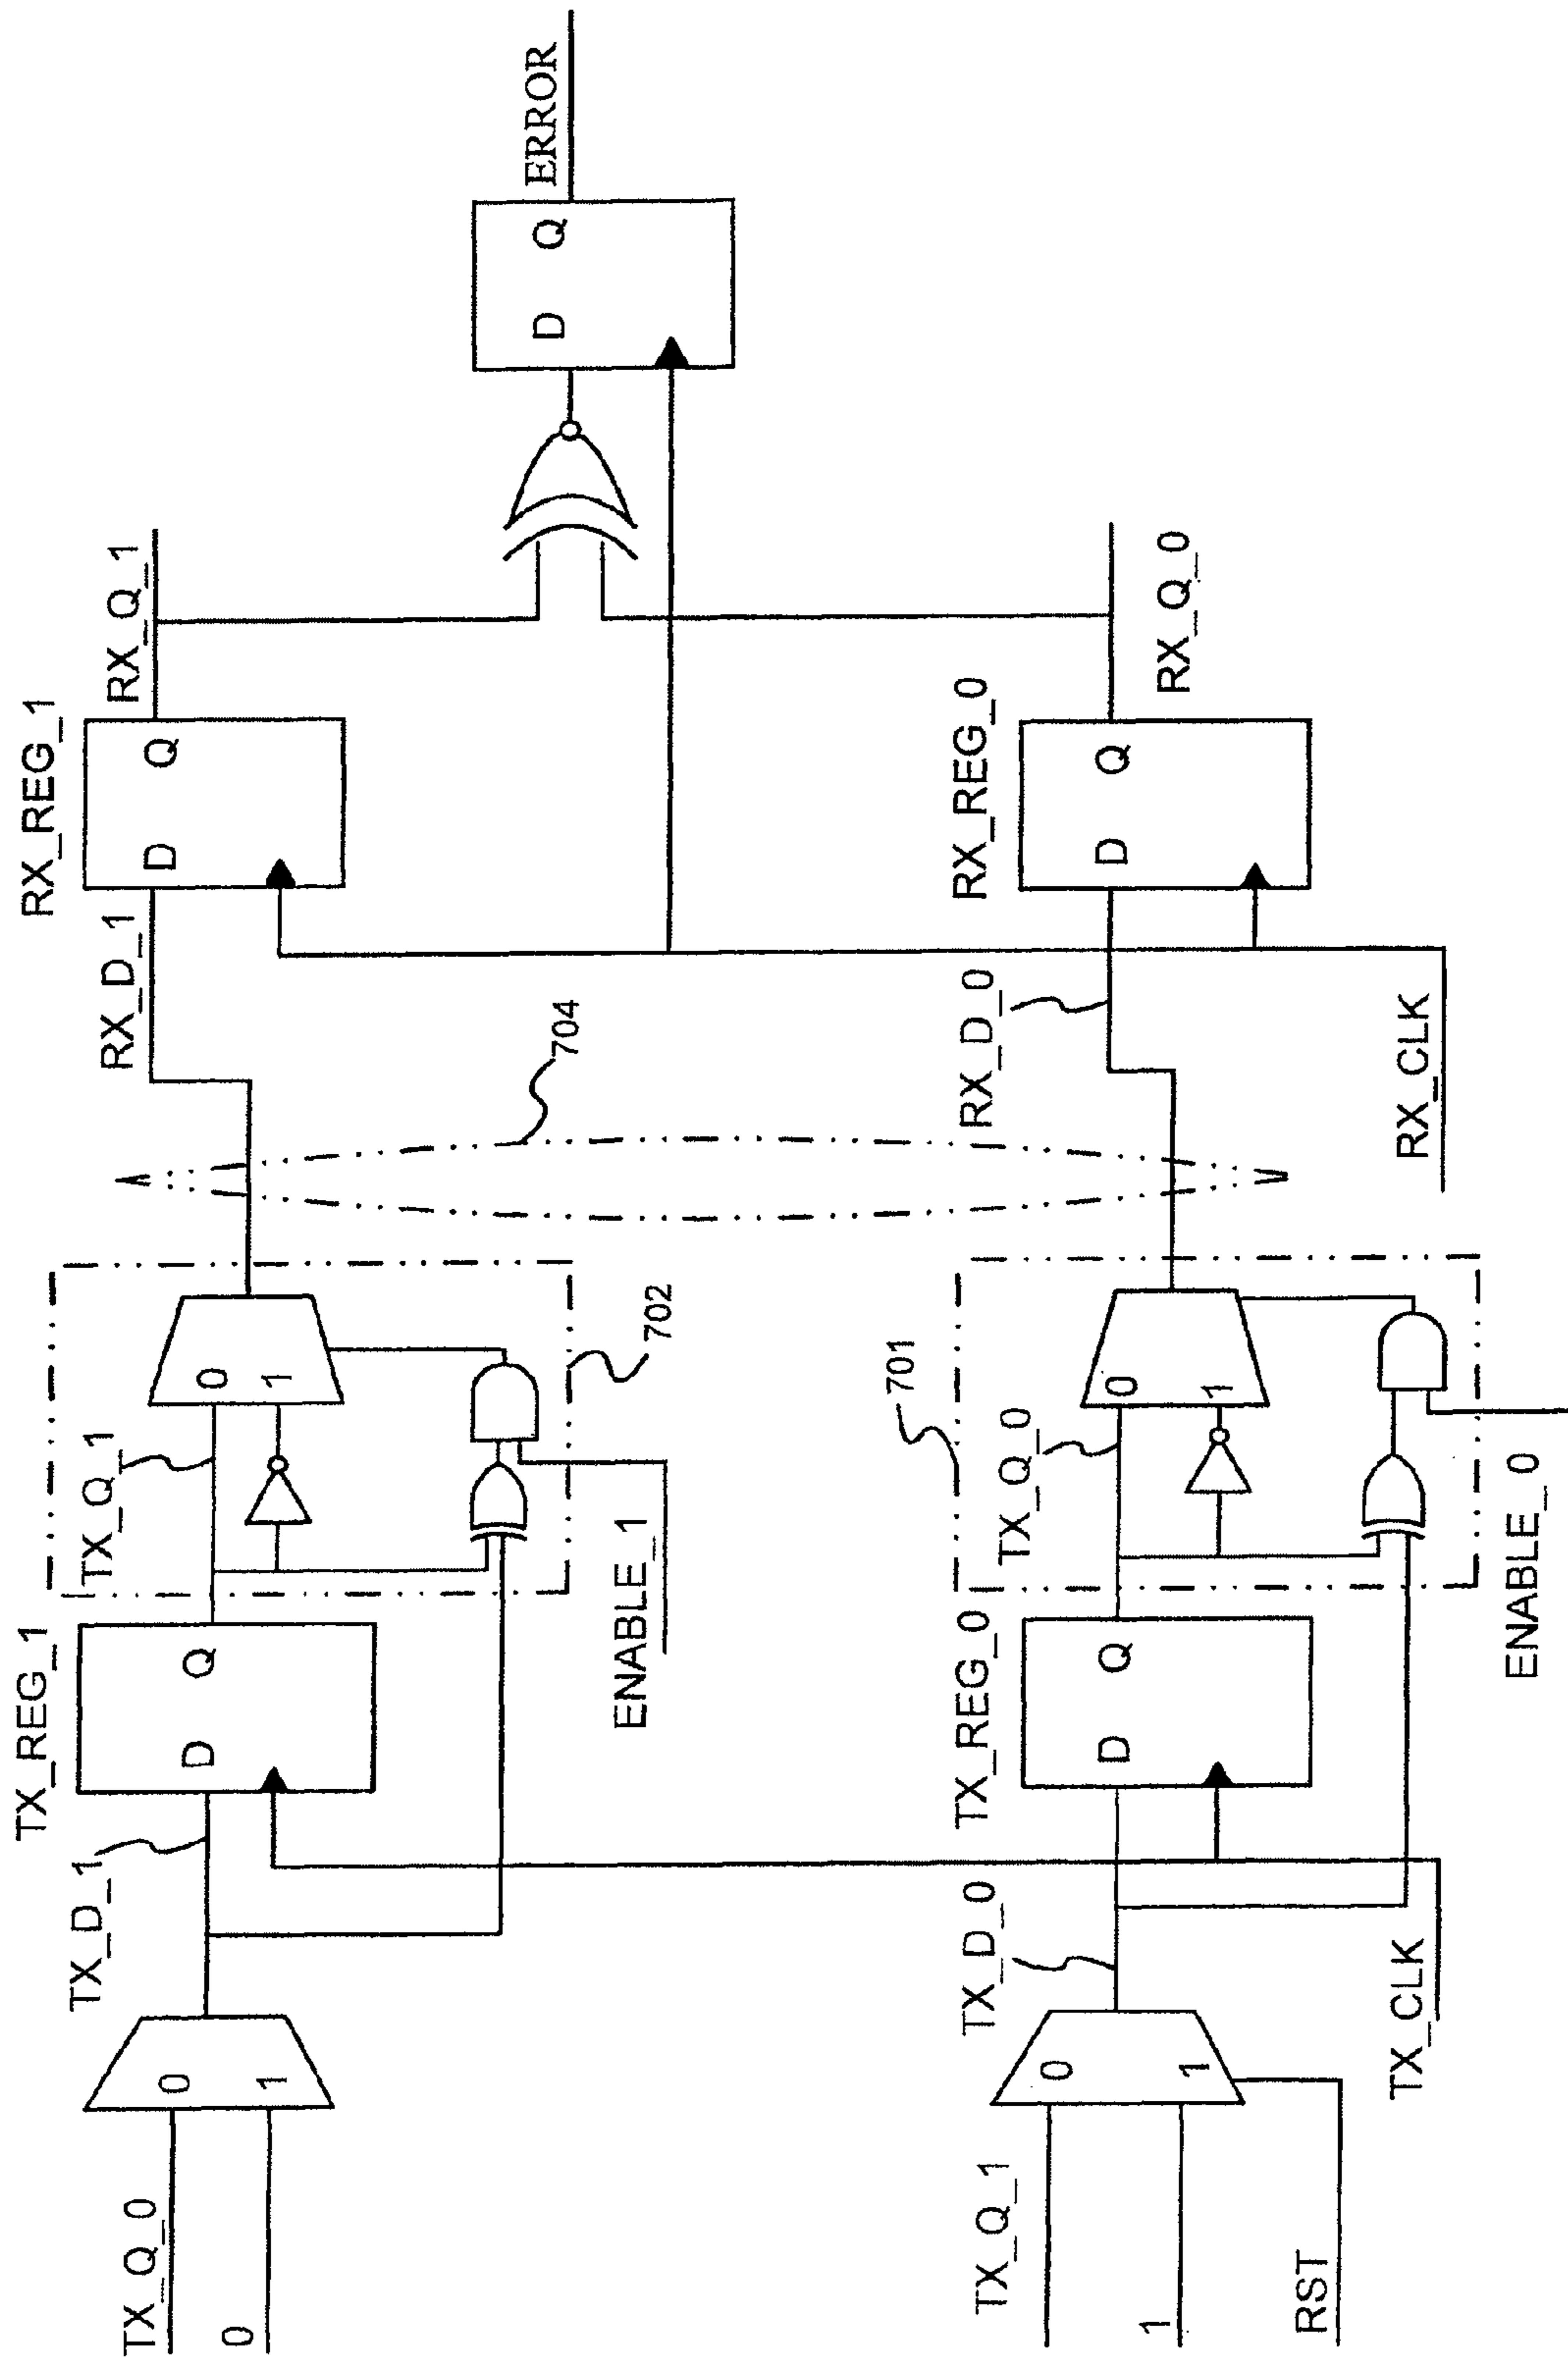 TX_Q_0
0
0
1
TX_D_1
TX_REG_1
D Q
TX_Q_1
0
1
702
ENABLE_1
RX_D_1
704
RX_REG_1
D Q
RX_Q_1
D Q
ERROR
TX_Q_1
1
RST
0
1
TX_D_0
TX_CLK
TX_REG_0
D Q
TX_Q_0
0
1
701
ENABLE_0
RX_D_0
RX_CLK
RX_REG_0
D Q
RX_Q_0